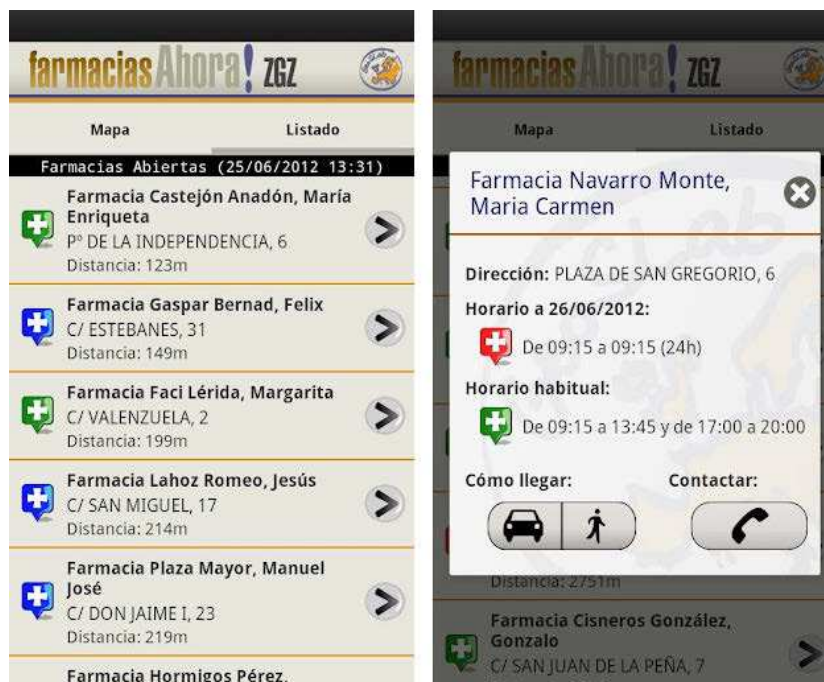 farmacias Ahora! ZGZ
Mapa Listado
Farmacias Abiertas (25/06/2012 13:31)
Farmacia Castejón Anadón, María
Enriqueta
Pº DE LA INDEPENDENCIA, 6
Distancia: 123m
Farmacia Gaspar Bernad, Felix
C/ ESTEBANES, 31
Distancia: 149m
Farmacia Faci Lérida, Margarita
C/ VALENZUELA, 2
Distancia: 199m
Farmacia Lahoz Romeo, Jesús
C/ SAN MIGUEL, 17
Distancia: 214m
Farmacia Plaza Mayor, Manuel
José
C/ DON JAIME I, 23
Distancia: 219m
Farmacia Hormigos Pérez,
farmacias Ahora! ZGZ
Mapa Listado
Farmacia Navarro Monte,
Maria Carmen
Dirección: PLAZA DE SAN GREGORIO, 6
Horario a 26/06/2012:
De 09:15 a 09:15 (24h)
Horario habitual:
De 09:15 a 13:45 y de 17:00 a 20:00
Cómo llegar: Contactar:
Distancia: 2751m
Farmacia Cisneros González,
Gonzalo
C/ SAN JUAN DE LA PEÑA, 7